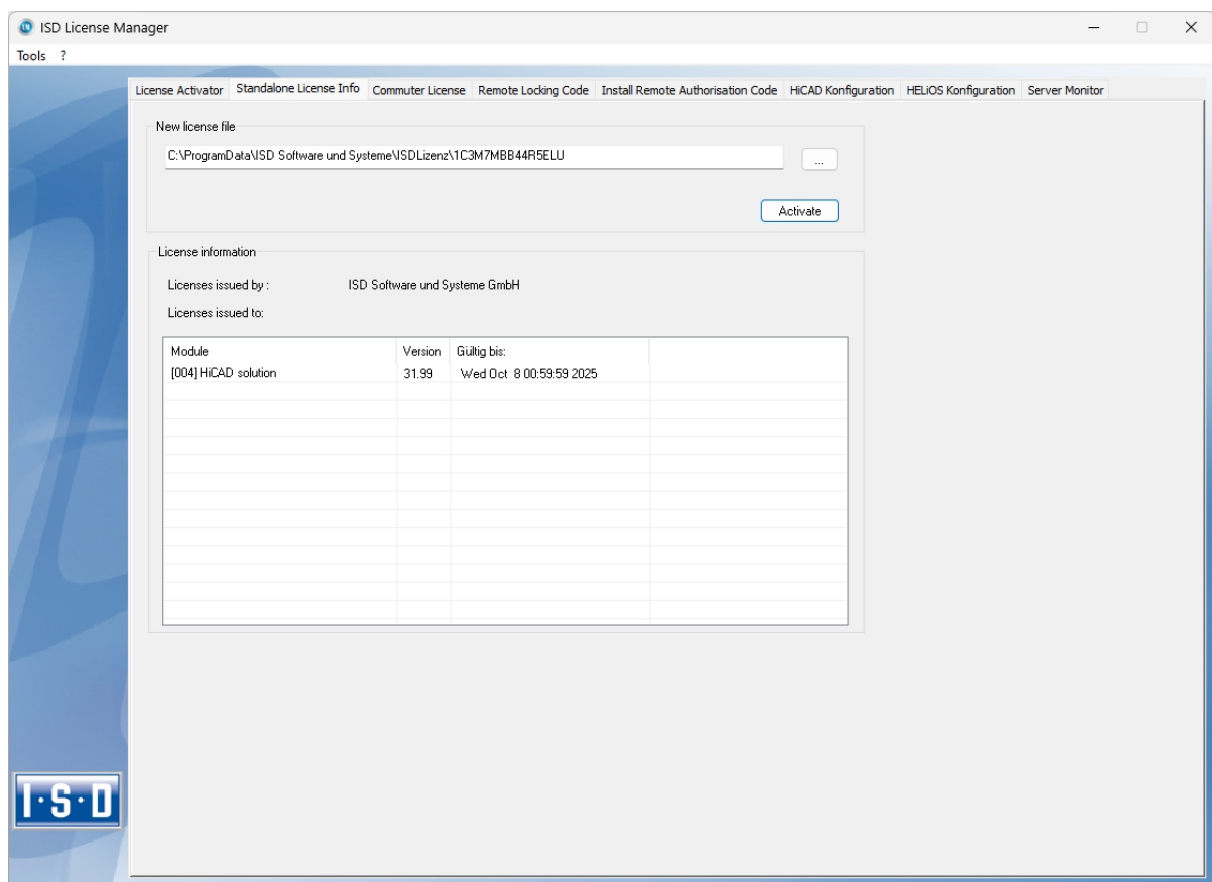 ISD License Manager
Tools ?
License Activator Standalone License Info Commuter License Remote Locking Code Install Remote Authorisation Code HiCAD Konfiguration HELiOS Konfiguration Server Monitor
New license file
C:\ProgramData\ISD Software und Systeme\ISDLizenz\1C3M7MBB44R5ELU
...
Activate
License information
Licenses issued by : ISD Software und Systeme GmbH
Licenses issued to:
Module Version Gültig bis:
[004] HiCAD solution 31.99 Wed Oct 8 00:59:59 2025
I·S·D